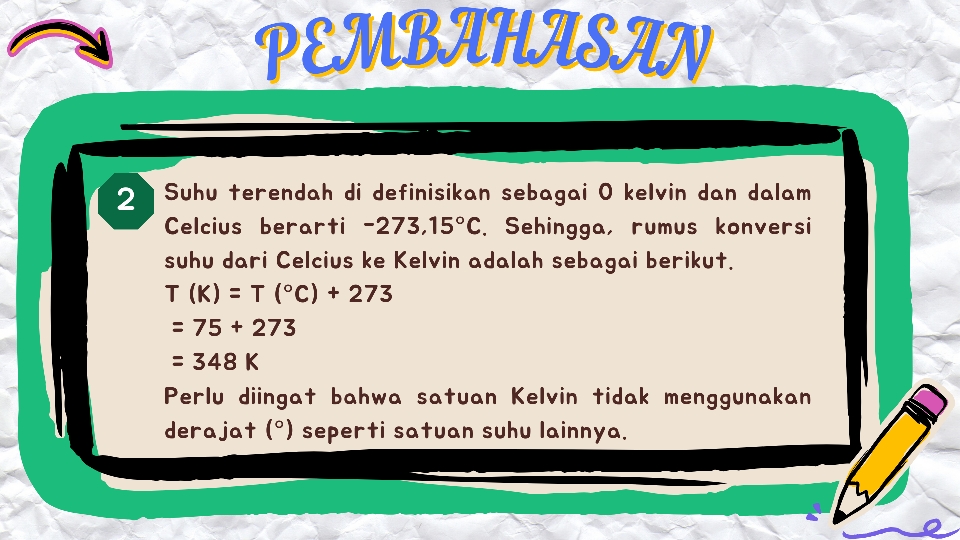 PEMBAHASAN
2
Suhu terendah di definisikan sebagai 0 kelvin dan dalam
Celcius berarti -273,15°C. Sehingga, rumus konversi
suhu dari Celcius ke Kelvin adalah sebagai berikut.
T (K) = T (°C) + 273
= 75 + 273
= 348 K
Perlu diingat bahwa satuan Kelvin tidak menggunakan
derajat (°) seperti satuan suhu lainnya.